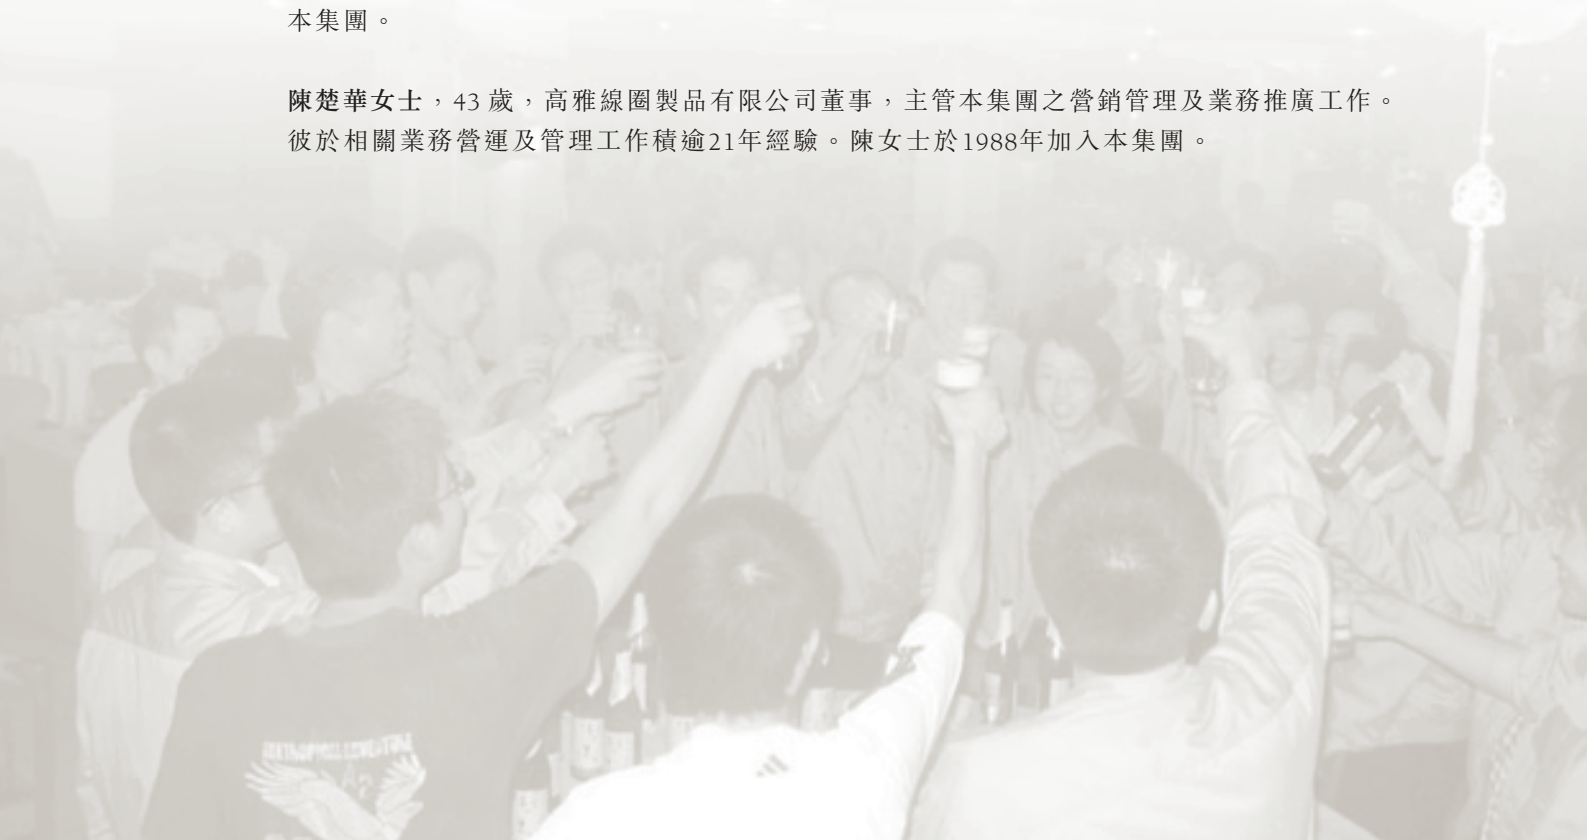 本集團。
陳楚華女士，43歲，高雅線圈製品有限公司董事，主管本集團之營銷管理及業務推廣工作。
彼於相關業務營運及管理工作積逾21年經驗。陳女士於1988年加入本集團。